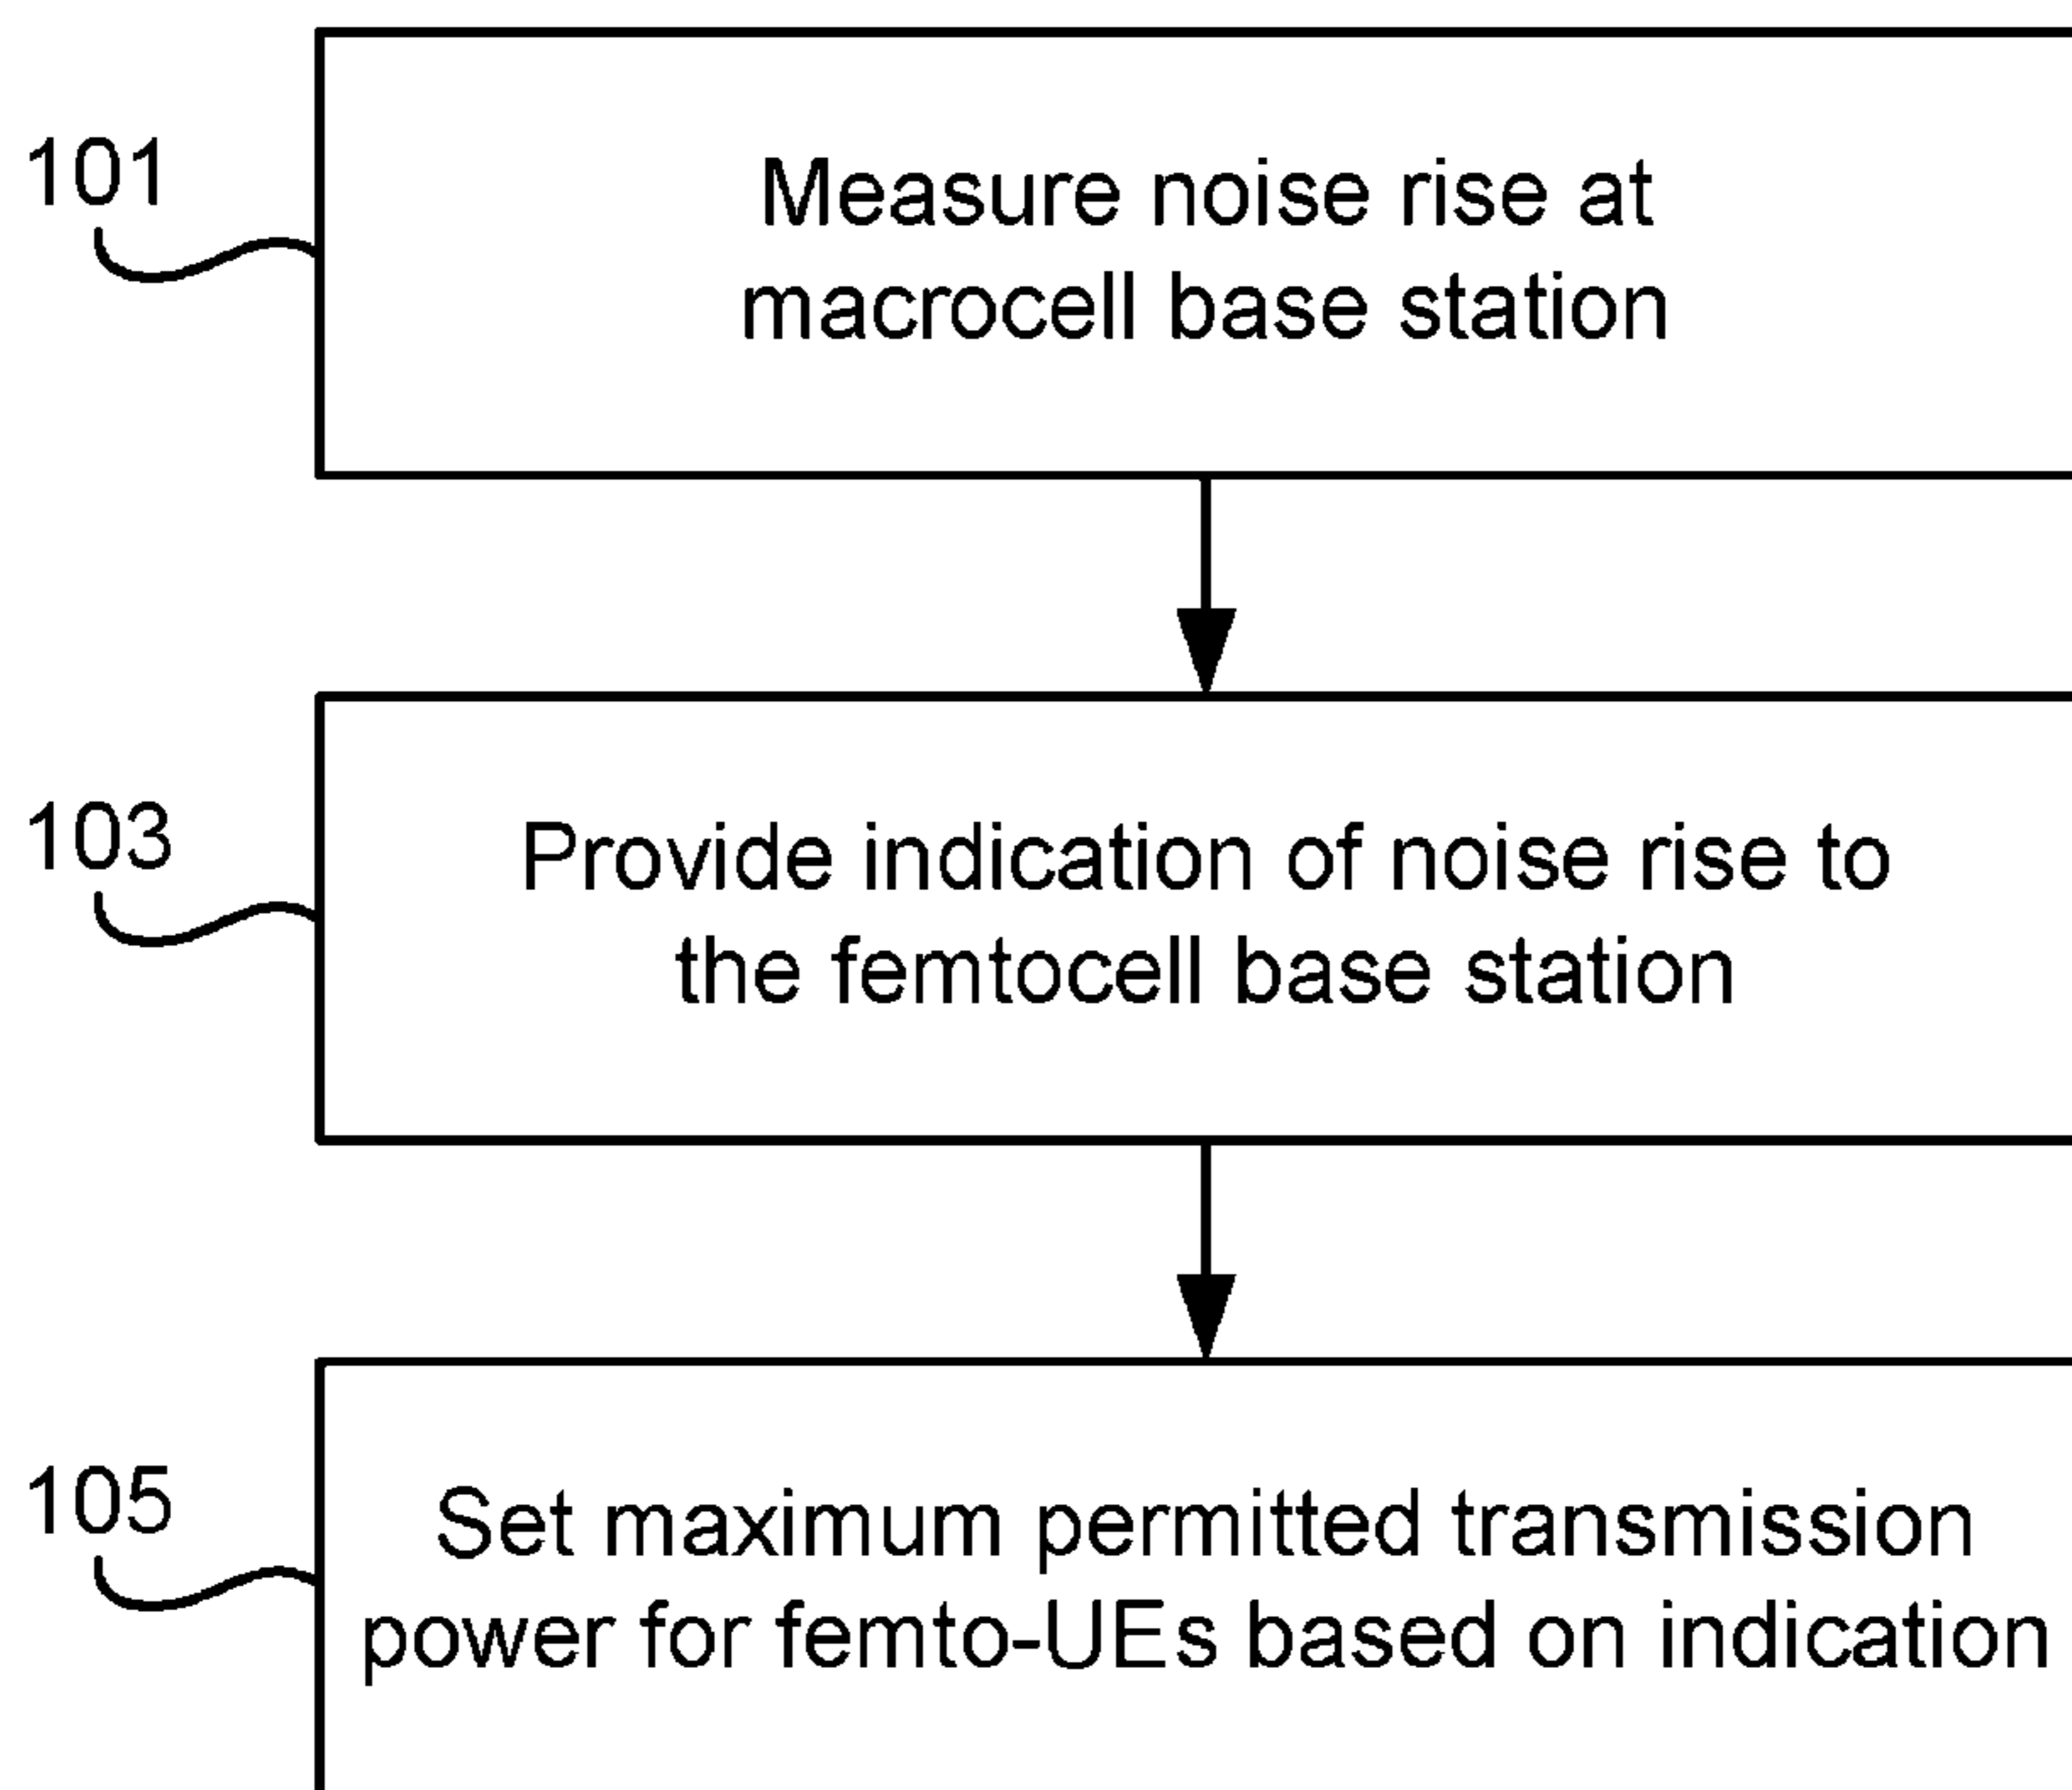 101
Measure noise rise at
macrocell base station
103
Provide indication of noise rise to
the femtocell base station
105
Set maximum permitted transmission
power for femto-UEs based on indication